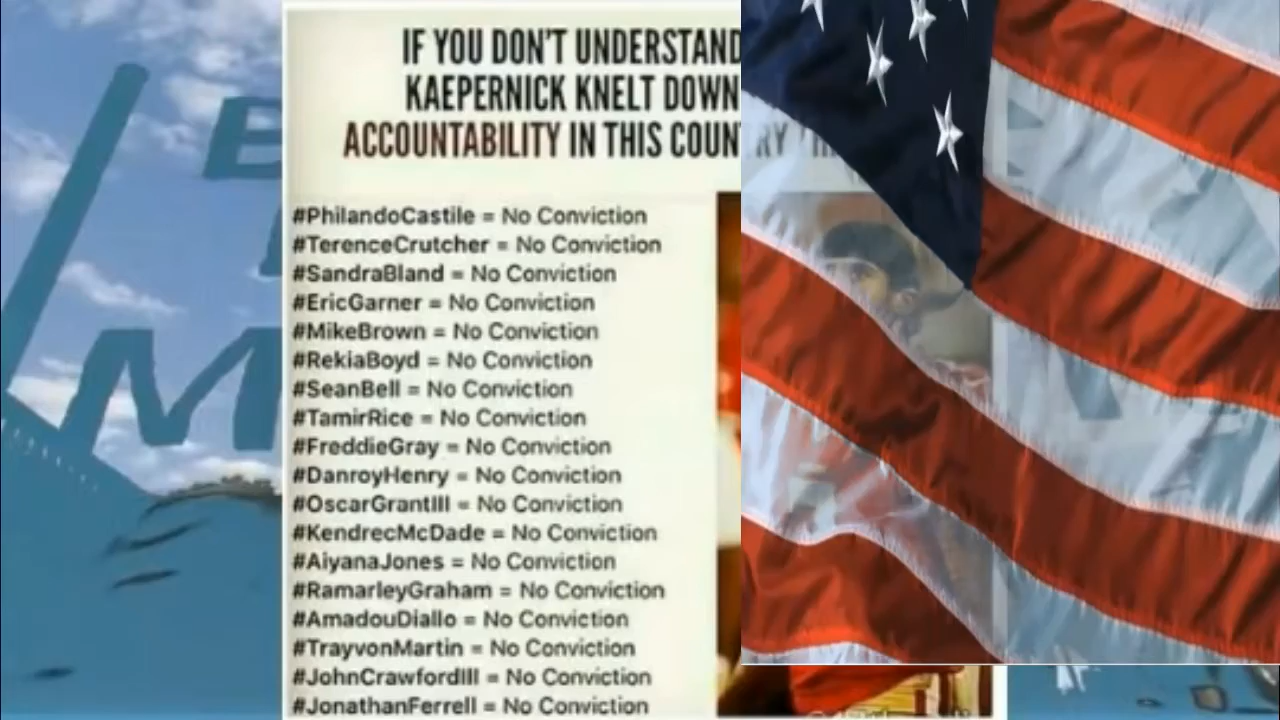 IF YOU DON'T UNDERSTAND
KAEPERNICK KNELT DOWN
ACCOUNTABILITY IN THIS COUNTRY
#PhilandoCastile = No Conviction
#TerenceCrutcher = No Conviction
#SandraBland = No Conviction
#EricGarner = No Conviction
#MikeBrown = No Conviction
#RekiaBoyd = No Conviction
#SeanBell = No Conviction
#TamirRice = No Conviction
#FreddieGray = No Conviction
#DanroyHenry = No Conviction
#OscarGrantIII = No Conviction
#KendrecMcDade = No Conviction
#AiyanaJones = No Conviction
#RamarleyGraham = No Conviction
#AmadouDiallo = No Conviction
#TrayvonMartin = No Conviction
#JohnCrawfordIII = No Conviction
#JonathanFerrell = No Conviction